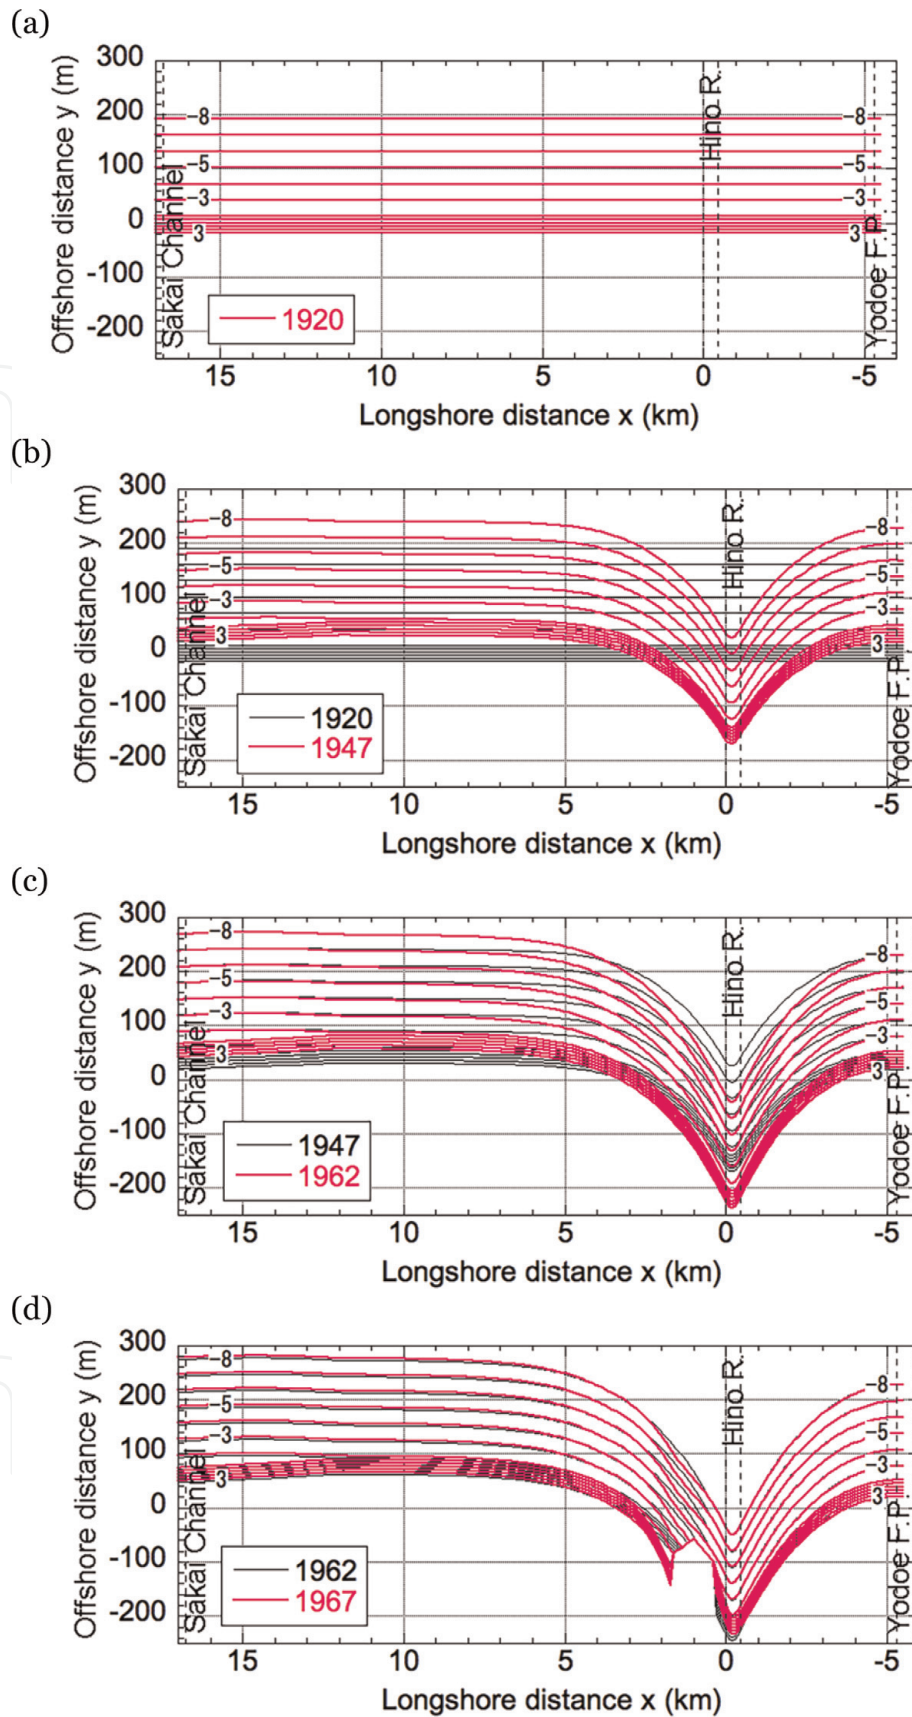 (a)
Offshore distance y (m)
300
200
100
0
-100
-200
-8
-5
-3
3
-8
-5
-3
3
Sakai Channel
Hino R.
Yodoe F.P.
1920
15 10 5 0 -5
Longshore distance x (km)
(b)
Offshore distance y (m)
300
200
100
0
-100
-200
-8
-5
-3
3
-8
-5
-3
3
Sakai Channel
Hino R.
Yodoe F.P.
1920
1947
15 10 5 0 -5
Longshore distance x (km)
(c)
Offshore distance y (m)
300
200
100
0
-100
-200
-8
-5
-3
3
-8
-5
-3
3
Sakai Channel
Hino R.
Yodoe F.P.
1947
1962
15 10 5 0 -5
Longshore distance x (km)
(d)
Offshore distance y (m)
300
200
100
0
-100
-200
-8
-5
-3
3
-8
-5
-3
3
Sakai Channel
Hino R.
Yodoe F.P.
1962
1967
15 10 5 0 -5
Longshore distance x (km)